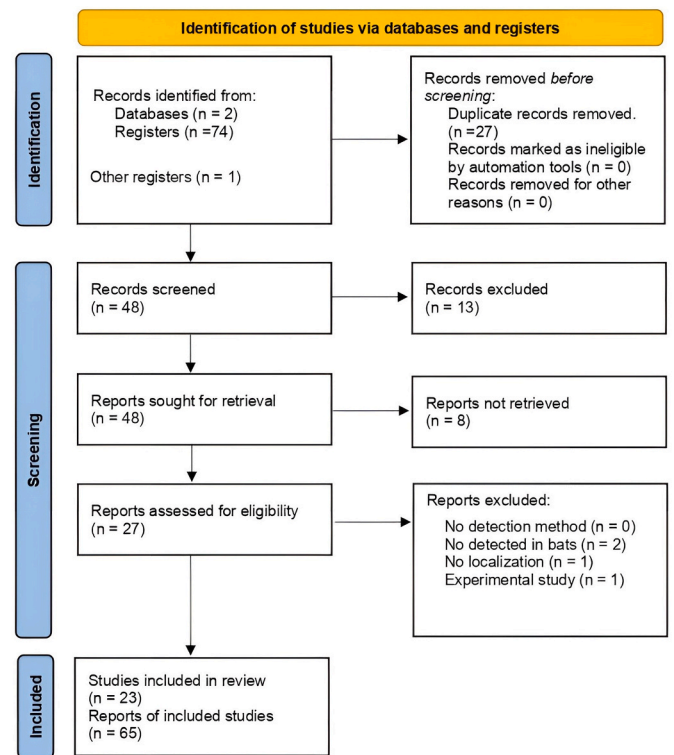 Identification of studies via databases and registers
Identification
Records identified from:
Databases (n = 2)
Registers (n =74)
Other registers (n = 1)
Records removed before
screening:
Duplicate records removed.
(n =27)
Records marked as ineligible
by automation tools (n = 0)
Records removed for other
reasons (n = 0)
Screening
Records screened
(n = 48)
Records excluded
(n = 13)
Reports sought for retrieval
(n = 48)
Reports not retrieved
(n = 8)
Reports assessed for eligibility
(n = 27)
Reports excluded:
No detection method (n = 0)
No detected in bats (n = 2)
No localization (n = 1)
Experimental study (n = 1)
Included
Studies included in review
(n = 23)
Reports of included studies
(n = 65)